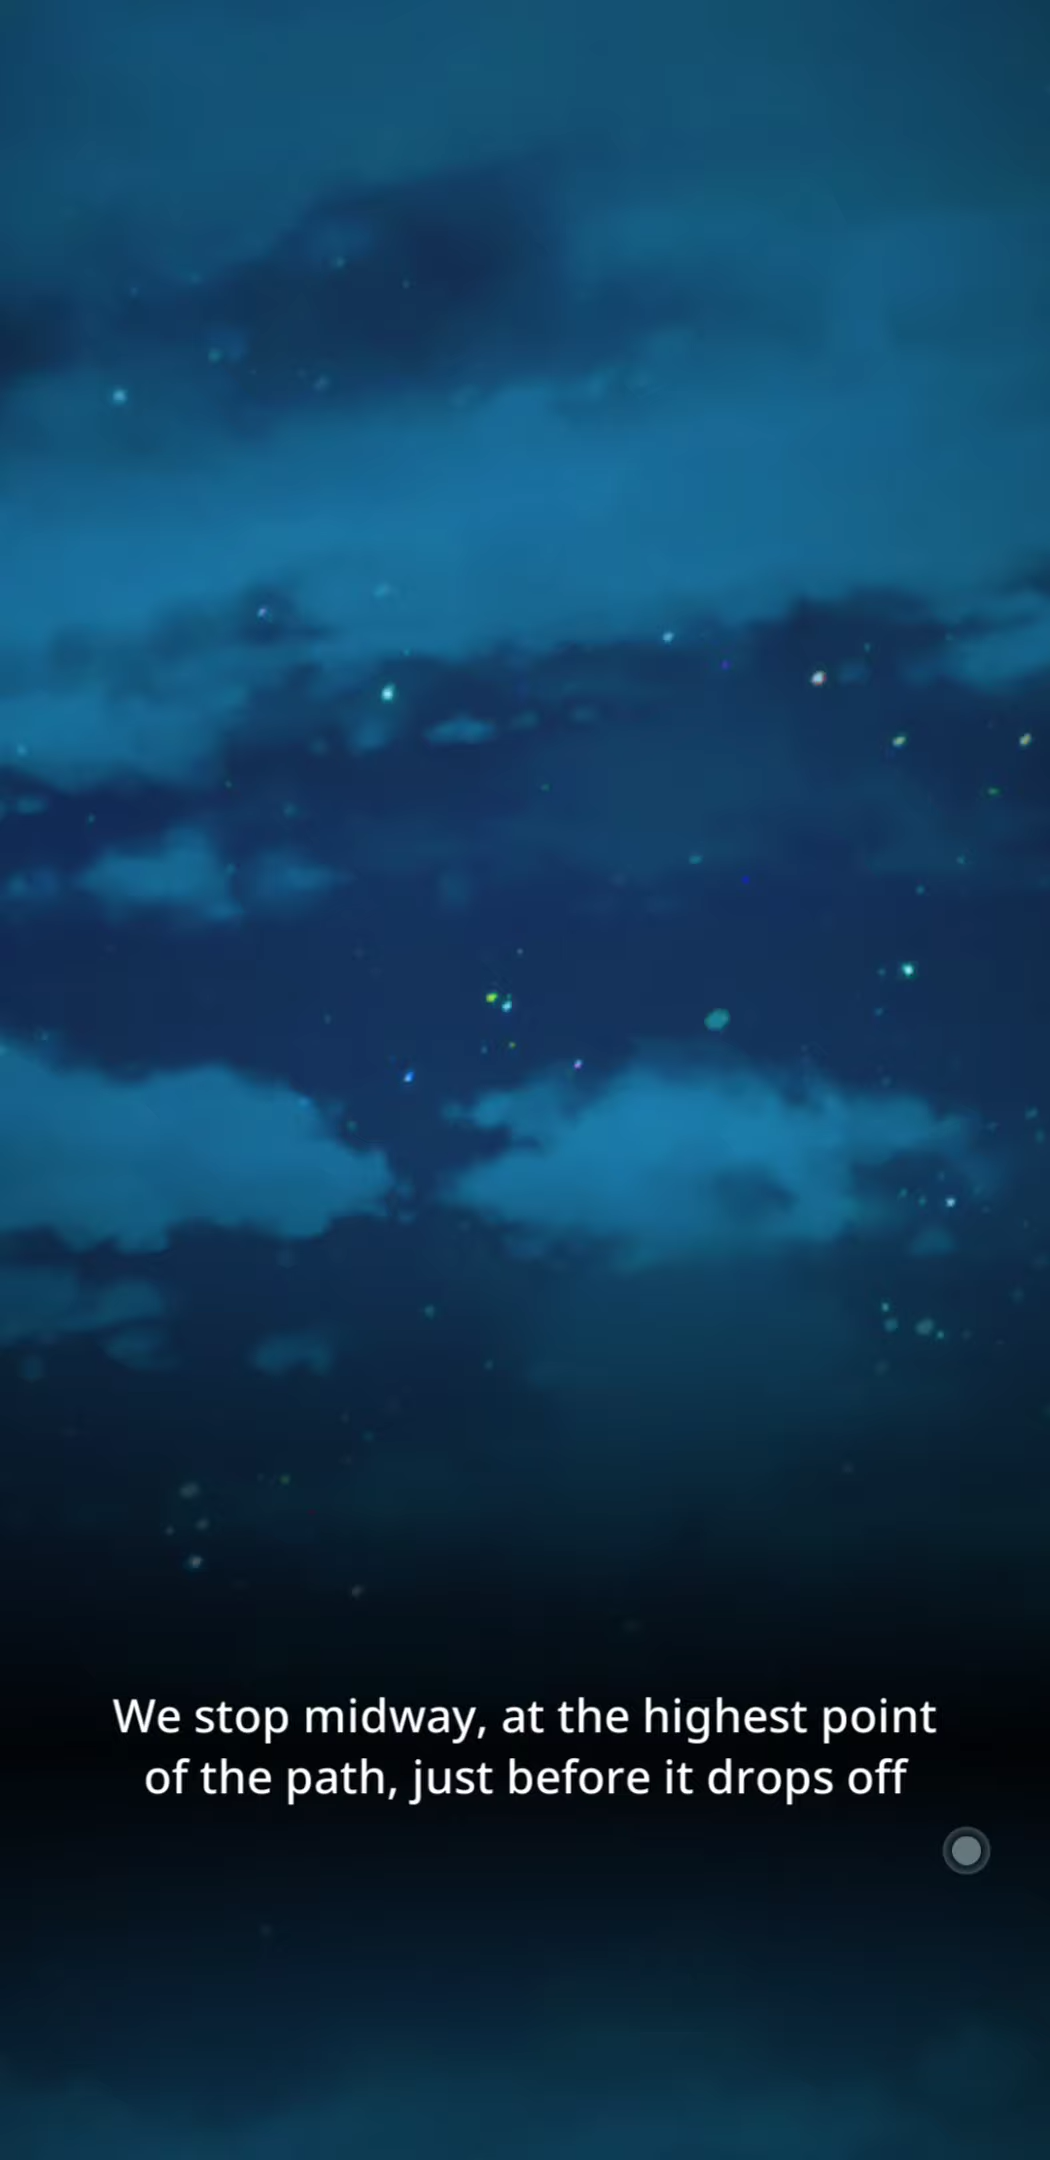 We stop midway, at the highest point
of the path, just before it drops off